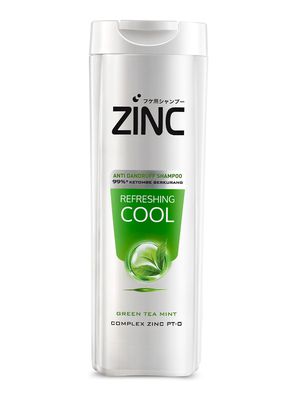 フケ用シャンプー
ZINC
ANTI DANDRUFF SHAMPOO
99%* KETOMBE BERKURANG
REFRESHING
COOL
GREEN TEA MINT
COMPLEX ZINC PT-O